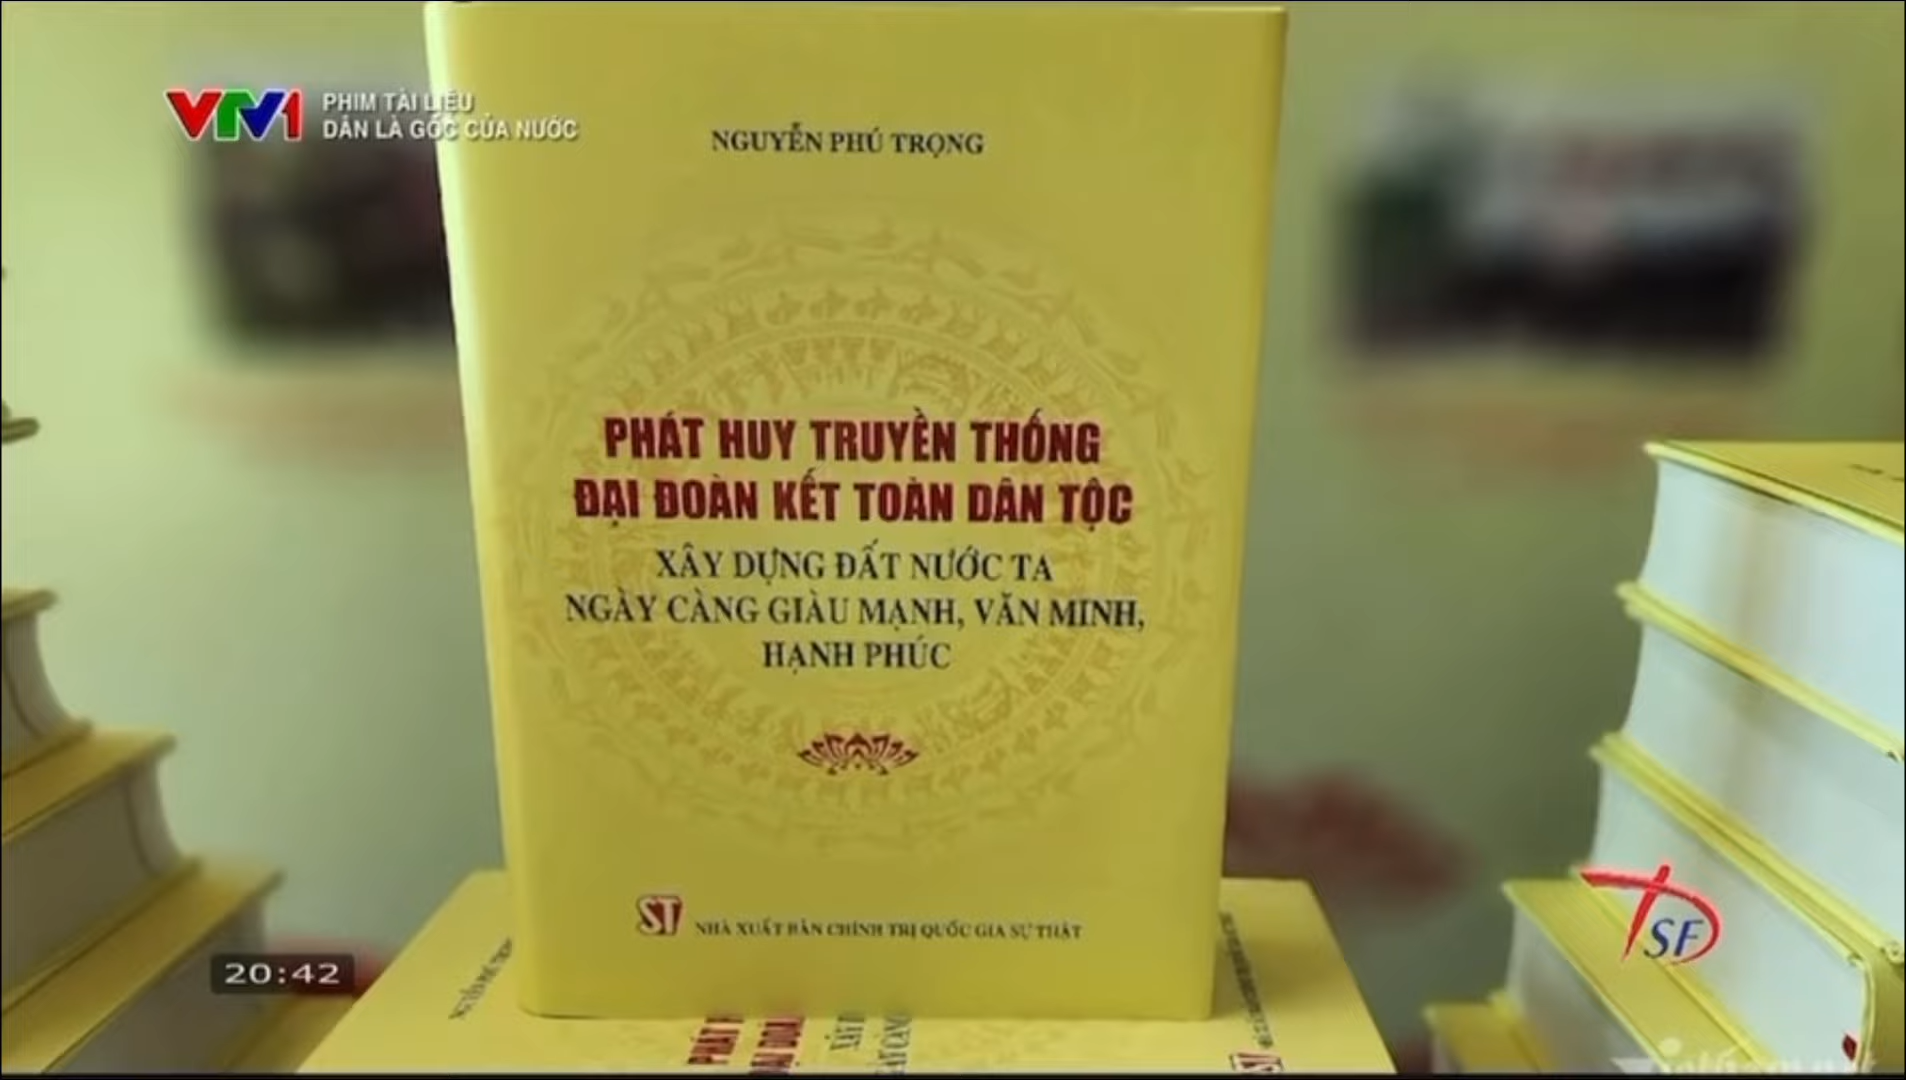 VTV1
PHIM TÀI LIỆU
DÂN LÀ GỐC CỦA NƯỚC
NGUYỄN PHÚ TRỌNG
PHÁT HUY TRUYỀN THỐNG
ĐẠI ĐOÀN KẾT TOÀN DÂN TỘC
XÂY DỰNG ĐẤT NƯỚC TA
NGÀY CÀNG GIÀU MẠNH, VĂN MINH,
HẠNH PHÚC
ST
NHÀ XUẤT BẢN CHÍNH TRỊ QUỐC GIA SỰ THẬT
SF
20:42